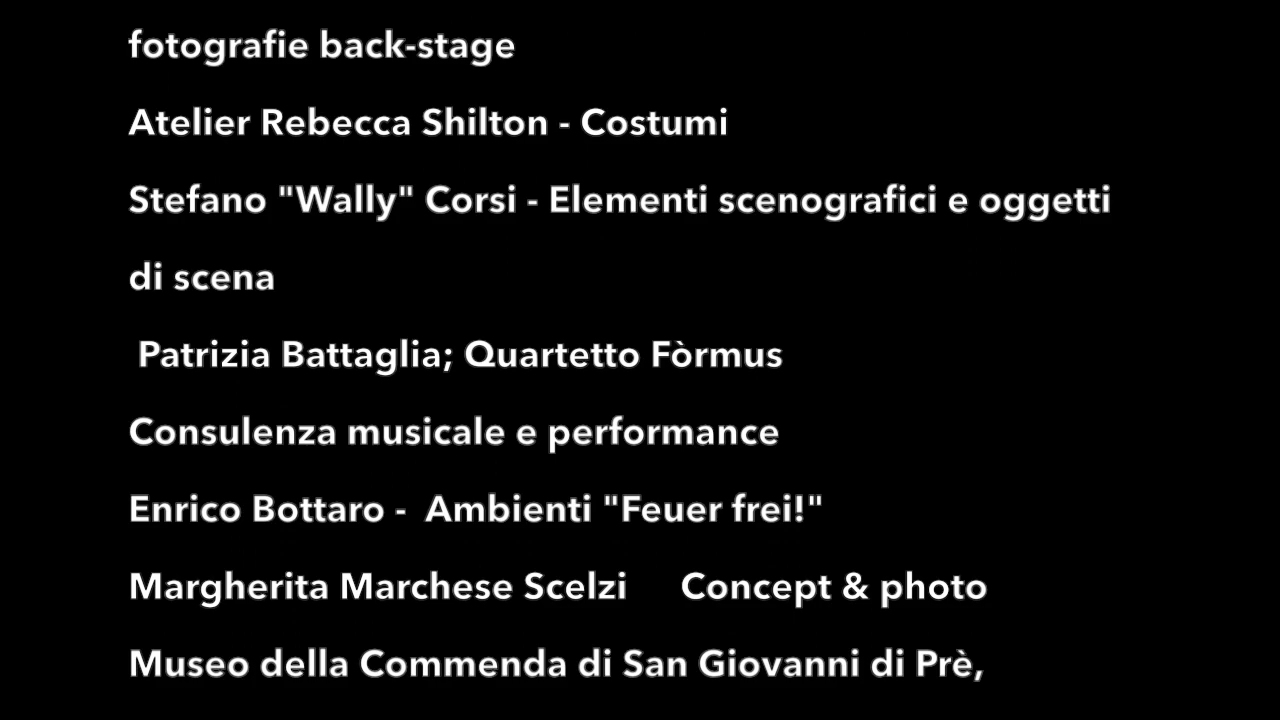 fotografie back-stage
Atelier Rebecca Shilton - Costumi
Stefano "Wally" Corsi - Elementi scenografici e oggetti
di scena
Patrizia Battaglia; Quartetto Fòrmus
Consulenza musicale e performance
Enrico Bottaro -  Ambienti "Feuer frei!"
Margherita Marchese Scelzi     Concept & photo
Museo della Commenda di San Giovanni di Prè,